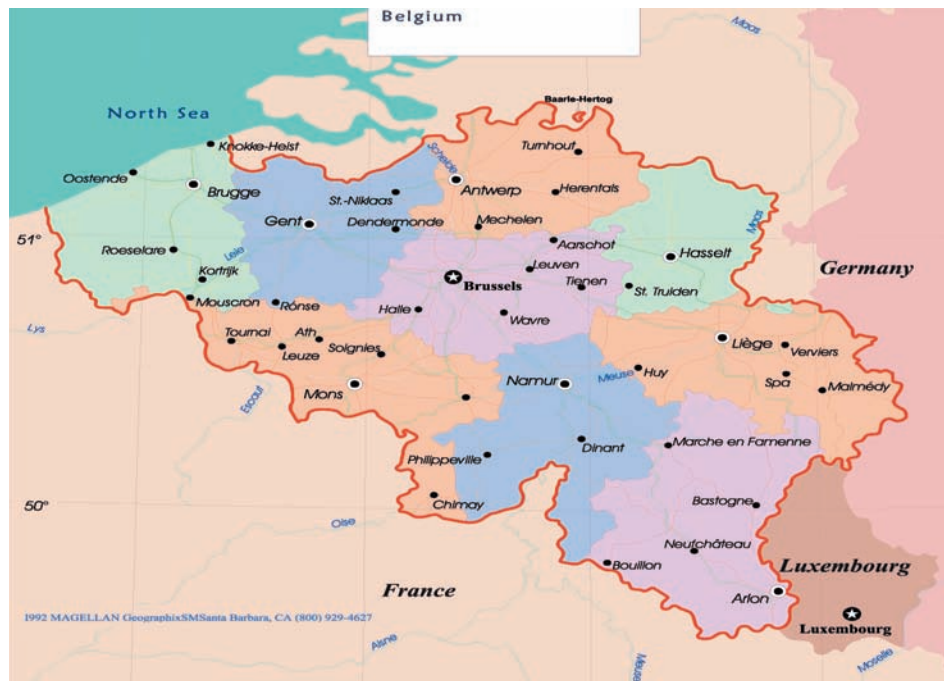 Belgium
Maas
Baarle-Hertog
North Sea
Knokke-Heist
Turnhout
Schelde
Oostende
Brugge
St.-Niklaas
Antwerp
Herentals
Gent
Dendermonde
Mechelen
Maas
51°
Roeselare
Leie
Aarschot
Hasselt
Kortrijk
Leuven
Germany
Brussels
Tienen
St. Truiden
Mouscron
Rônse
Halle
Wavre
Lys
Tournai
Ath
Leuze
Soignies
Liège
Verviers
Mons
Namur
Meuse
Huy
Spa
Malmédy
Escaut
Philippeville
Dinant
Marche en Famenne
50°
Chimay
Bastogne
Oise
Neufchâteau
Bouillon
Luxembourg
France
Arlon
1992 MAGELLAN GeographixSMSanta Barbara, CA (800) 929-4627
Luxembourg
Aisne
Meuse
Moselle